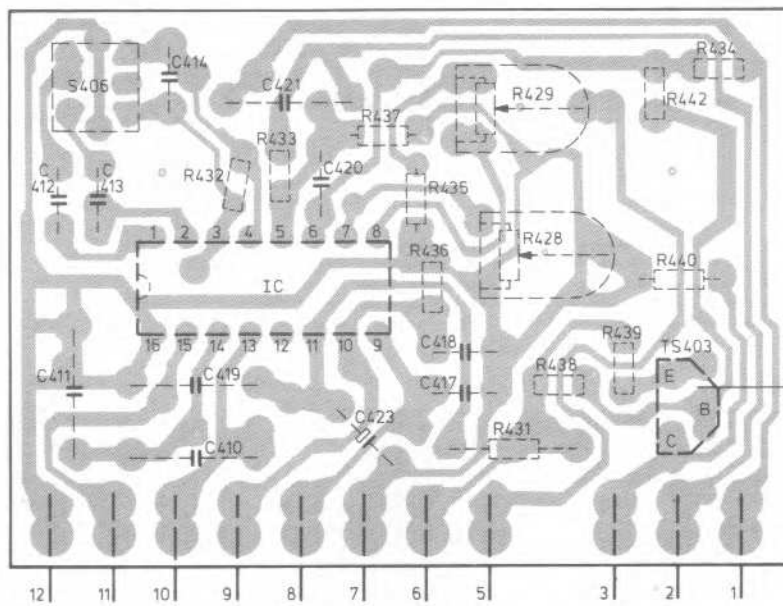 C414
S406
C421
R437
R429
R434
R442
C 412
C 413
R432
R433
C420
R435
R428
1 2 3 4 5 6 7 8
R436
IC
R440
16 15 14 13 12 11 10 9
C418
R439
TS403
C411
C419
C417
R438
E
B
C423
C410
R431
C
12 11 10 9 8 7 6 5 3 2 1